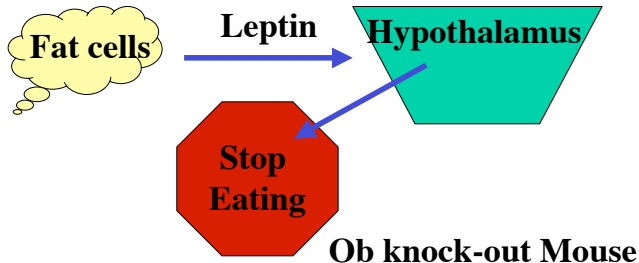 Leptin
Fat cells
Hypothalamus
Stop
Eating
Ob knock-out Mouse